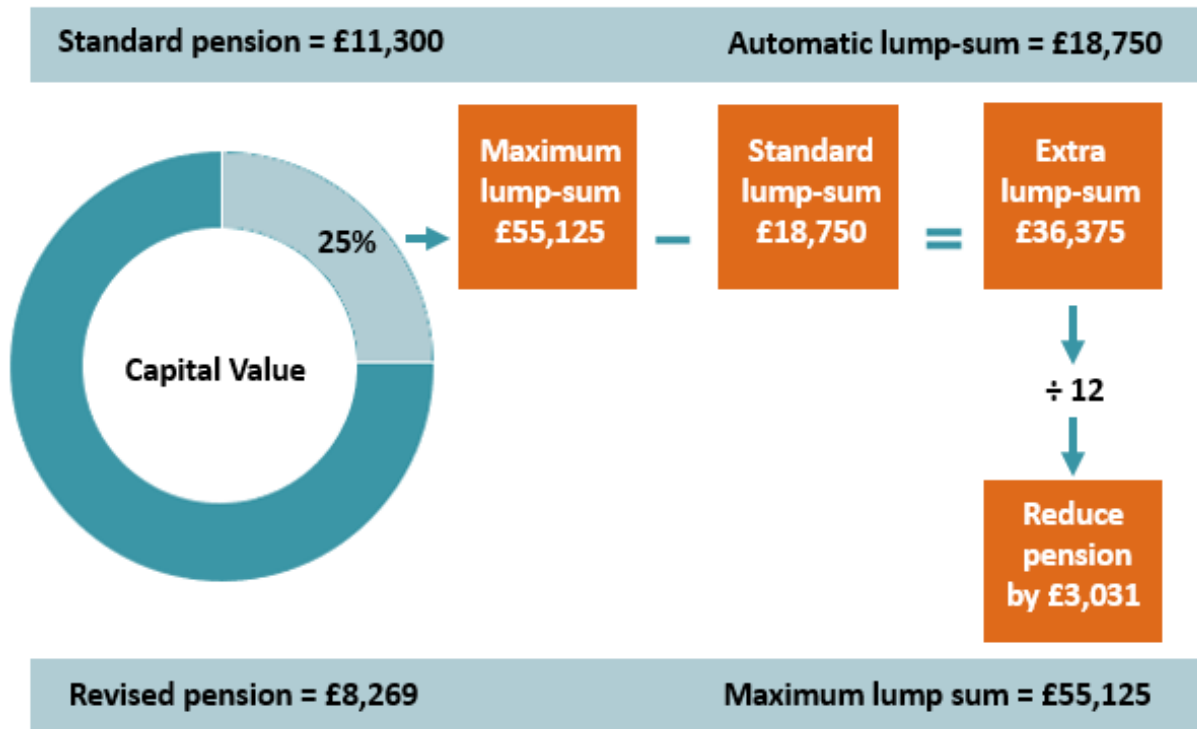 Standard pension = £11,300
Automatic lump-sum = £18,750
Maximum
lump-sum
£55,125
–
Standard
lump-sum
£18,750
=
Extra
lump-sum
£36,375
25%
Capital Value
÷ 12
Reduce
pension
by £3,031
Revised pension = £8,269
Maximum lump sum = £55,125